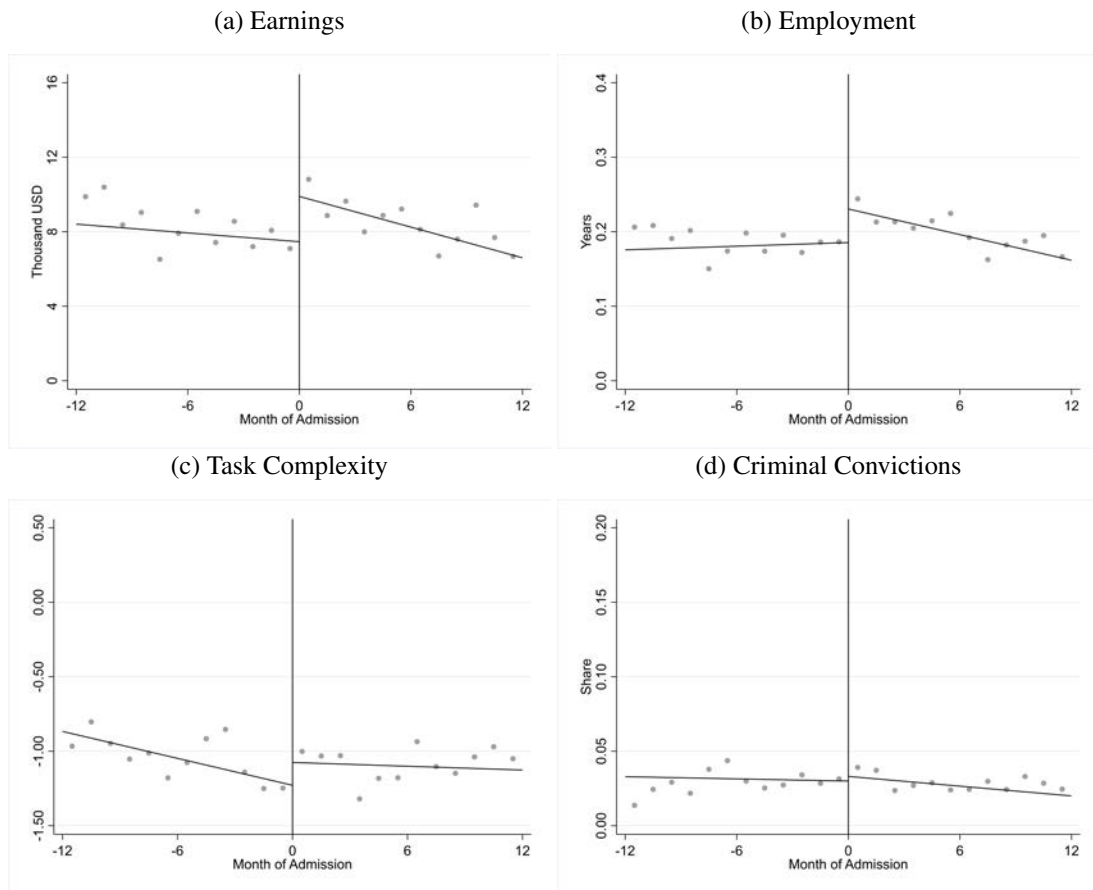 (a) Earnings
Thousand USD
16
12
8
4
0
-12 -6 0 6 12
Month of Admission
(b) Employment
Years
0.4
0.3
0.2
0.1
0.0
-12 -6 0 6 12
Month of Admission
(c) Task Complexity
0.50
0.00
-0.50
-1.00
-1.50
-12 -6 0 6 12
Month of Admission
(d) Criminal Convictions
Share
0.20
0.15
0.10
0.05
0.00
-12 -6 0 6 12
Month of Admission